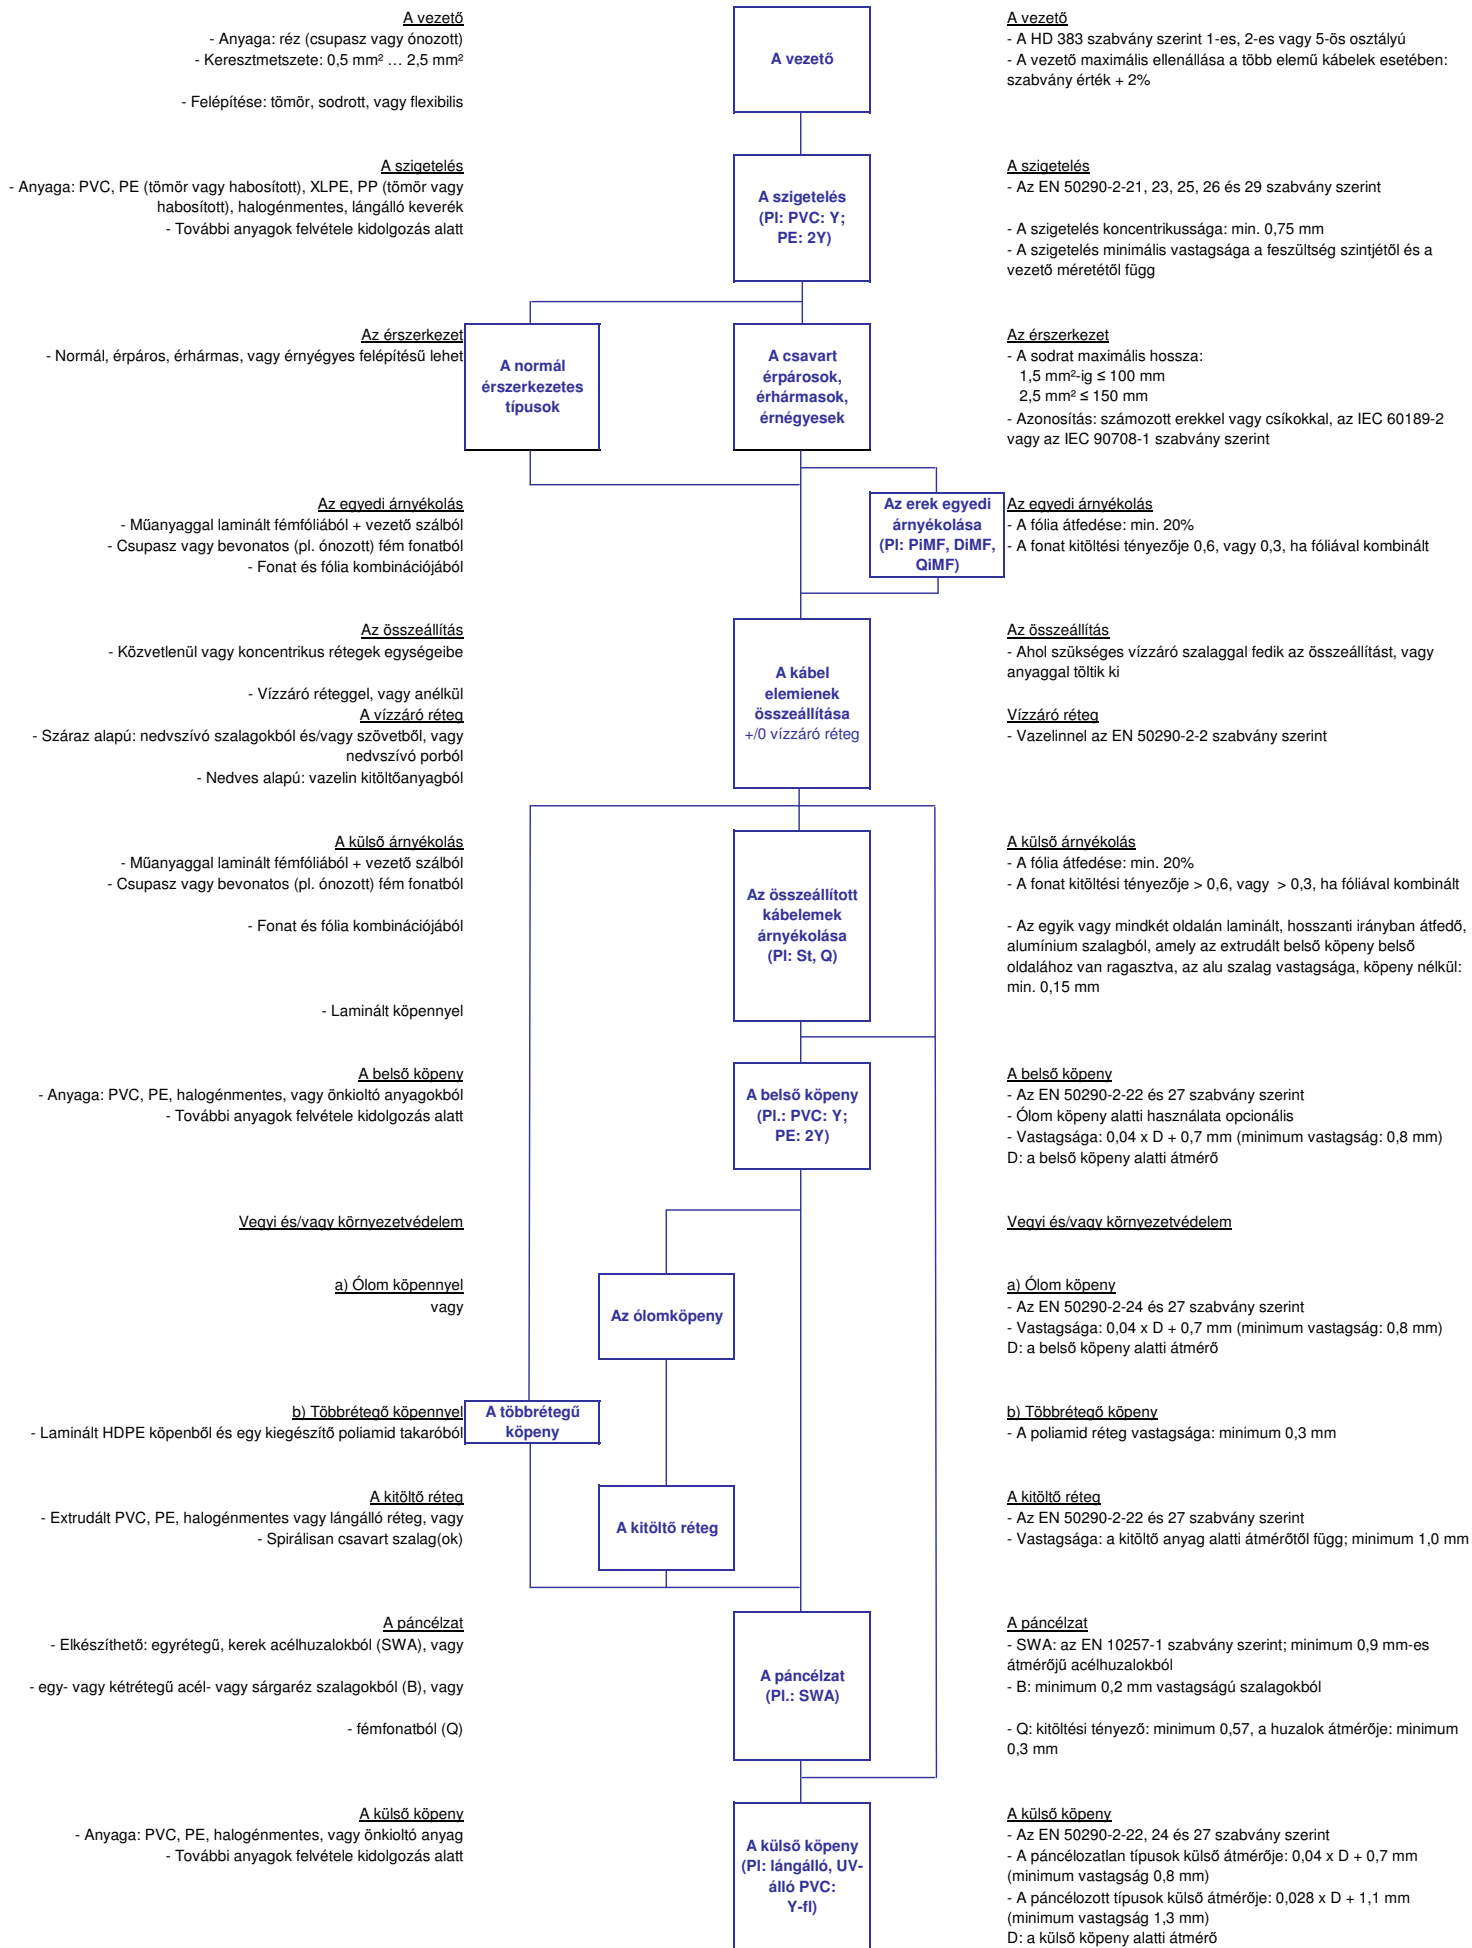 A vezető
- Anyaga: réz (csupasz vagy ónozott)
- Keresztmetszete: 0,5 mm² … 2,5 mm²
- Felépítése: tömör, sodrott, vagy flexibilis
A vezető
A vezető
- A HD 383 szabvány szerint 1-es, 2-es vagy 5-ös osztályú
- A vezető maximális ellenállása a több elemű kábelek esetében:
szabvány érték + 2%
A szigetelés
- Anyaga: PVC, PE (tömör vagy habosított), XLPE, PP (tömör vagy
habosított), halogénmentes, lángálló keverék
- További anyagok felvétele kidolgozás alatt
A szigetelés
(Pl: PVC: Y;
PE: 2Y)
A szigetelés
- Az EN 50290-2-21, 23, 25, 26 és 29 szabvány szerint
- A szigetelés koncentrikussága: min. 0,75 mm
- A szigetelés minimális vastagsága a feszültség szintjétől és a
vezető méretétől függ
Az érszerkezet
- Normál, érpáros, érhármas, vagy érnyégyes felépítésű lehet
A normál
érszerkezetes
típusok
A csavart
érpárosok,
érhármasok,
érnégyesek
Az érszerkezet
- A sodrat maximális hossza:
1,5 mm²-ig ≤ 100 mm
2,5 mm² ≤ 150 mm
- Azonosítás: számozott erekkel vagy csíkokkal, az IEC 60189-2
vagy az IEC 90708-1 szabvány szerint
Az egyedi árnyékolás
- Műanyaggal laminált fémfóliából + vezető szálból
- Csupasz vagy bevonatos (pl. ónozott) fém fonatból
- Fonat és fólia kombinációjából
Az erek egyedi
árnyékolása
(Pl: PiMF, DiMF,
QiMF)
Az egyedi árnyékolás
- A fólia átfedése: min. 20%
- A fonat kitöltési tényezője 0,6, vagy 0,3, ha fóliával kombinált
Az összeállítás
- Közvetlenül vagy koncentrikus rétegek egységeibe
- Vízzáró réteggel, vagy anélkül
A vízzáró réteg
- Száraz alapú: nedvszívó szalagokból és/vagy szövetből, vagy
nedvszívó porból
- Nedves alapú: vazelin kitöltőanyagból
A kábel
elemienek
összeállítása
+/0 vízzáró réteg
Az összeállítás
- Ahol szükséges vízzáró szalaggal fedik az összeállítást, vagy
anyaggal töltik ki
Vízzáró réteg
- Vazelinnel az EN 50290-2-2 szabvány szerint
A külső árnyékolás
- Műanyaggal laminált fémfóliából + vezető szálból
- Csupasz vagy bevonatos (pl. ónozott) fém fonatból
- Fonat és fólia kombinációjából
- Laminált köpennyel
Az összeállított
kábelemek
árnyékolása
(Pl: St, Q)
A külső árnyékolás
- A fólia átfedése: min. 20%
- A fonat kitöltési tényezője > 0,6, vagy > 0,3, ha fóliával kombinált
- Az egyik vagy mindkét oldalán laminált, hosszanti irányban átfedő,
alumínium szalagból, amely az extrudált belső köpeny belső
oldalához van ragasztva, az alu szalag vastagsága, köpeny nélkül:
min. 0,15 mm
A belső köpeny
- Anyaga: PVC, PE, halogénmentes, vagy önkioltó anyagokból
- További anyagok felvétele kidolgozás alatt
A belső köpeny
(Pl.: PVC: Y;
PE: 2Y)
A belső köpeny
- Az EN 50290-2-22 és 27 szabvány szerint
- Ólom köpeny alatti használata opcionális
- Vastagsága: 0,04 x D + 0,7 mm (minimum vastagság: 0,8 mm)
D: a belső köpeny alatti átmérő
Vegyi és/vagy környezetvédelem
Vegyi és/vagy környezetvédelem
a) Ólom köpennyel
vagy
Az ólomköpeny
a) Ólom köpeny
- Az EN 50290-2-24 és 27 szabvány szerint
- Vastagsága: 0,04 x D + 0,7 mm (minimum vastagság: 0,8 mm)
D: a belső köpeny alatti átmérő
b) Többrétegő köpennyel
- Laminált HDPE köpenből és egy kiegészítő poliamid takaróból
A többrétegű
köpeny
b) Többrétegő köpeny
- A poliamid réteg vastagsága: minimum 0,3 mm
A kitöltő réteg
- Extrudált PVC, PE, halogénmentes vagy lángálló réteg, vagy
- Spirálisan csavart szalag(ok)
A kitöltő réteg
A kitöltő réteg
- Az EN 50290-2-22 és 27 szabvány szerint
- Vastagsága: a kitöltő anyag alatti átmérőtől függ; minimum 1,0 mm
A páncélzat
- Elkészíthető: egyrétegű, kerek acélhuzalokból (SWA), vagy
- egy- vagy kétrétegű acél- vagy sárgaréz szalagokból (B), vagy
- fémfonatból (Q)
A páncélzat
(Pl.: SWA)
A páncélzat
- SWA: az EN 10257-1 szabvány szerint; minimum 0,9 mm-es
átmérőjű acélhuzalokból
- B: minimum 0,2 mm vastagságú szalagokból
- Q: kitöltési tényező: minimum 0,57, a huzalok átmérője: minimum
0,3 mm
A külső köpeny
- Anyaga: PVC, PE, halogénmentes, vagy önkioltó anyag
- További anyagok felvétele kidolgozás alatt
A külső köpeny
(Pl: lángálló, UV-
álló PVC:
Y-fl)
A külső köpeny
- Az EN 50290-2-22, 24 és 27 szabvány szerint
- A páncélozatlan típusok külső átmérője: 0,04 x D + 0,7 mm
(minimum vastagság 0,8 mm)
- A páncélozott típusok külső átmérője: 0,028 x D + 1,1 mm
(minimum vastagság 1,3 mm)
D: a külső köpeny alatti átmérő